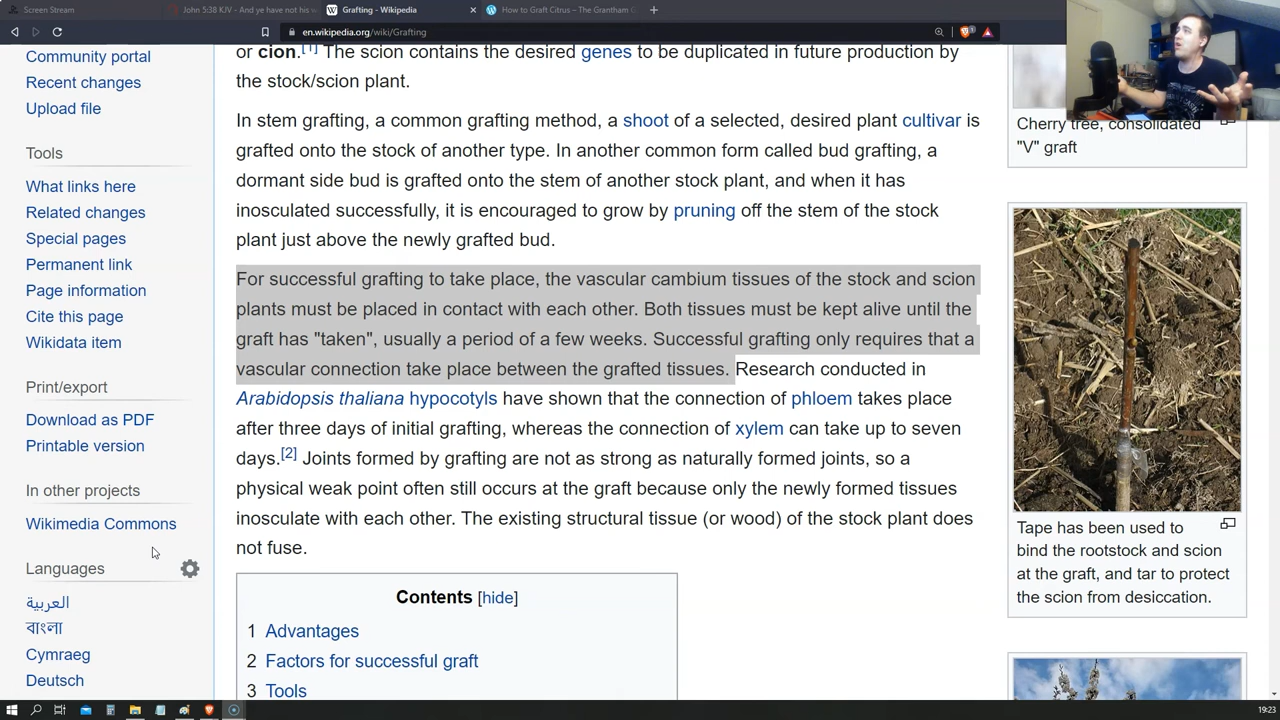 Screen Stream
John 5:38 KJV - And ye have not his w
Grafting - Wikipedia
How to Graft Citrus – The Grantham G
en.wikipedia.org/wiki/Grafting
Community portal
Recent changes
Upload file
Tools
What links here
Related changes
Special pages
Permanent link
Page information
Cite this page
Wikidata item
Print/export
Download as PDF
Printable version
In other projects
Wikimedia Commons
Languages
العربية
বাংলা
Cymraeg
Deutsch
or cion.[1] The scion contains the desired genes to be duplicated in future production by
the stock/scion plant.
In stem grafting, a common grafting method, a shoot of a selected, desired plant cultivar is
grafted onto the stock of another type. In another common form called bud grafting, a
dormant side bud is grafted onto the stem of another stock plant, and when it has
inosculated successfully, it is encouraged to grow by pruning off the stem of the stock
plant just above the newly grafted bud.
For successful grafting to take place, the vascular cambium tissues of the stock and scion
plants must be placed in contact with each other. Both tissues must be kept alive until the
graft has "taken", usually a period of a few weeks. Successful grafting only requires that a
vascular connection take place between the grafted tissues. Research conducted in
Arabidopsis thaliana hypocotyls have shown that the connection of phloem takes place
after three days of initial grafting, whereas the connection of xylem can take up to seven
days.[2] Joints formed by grafting are not as strong as naturally formed joints, so a
physical weak point often still occurs at the graft because only the newly formed tissues
inosculate with each other. The existing structural tissue (or wood) of the stock plant does
not fuse.
Contents [hide]
1 Advantages
2 Factors for successful graft
3 Tools
Cherry tree, consolidated
"V" graft
Tape has been used to
bind the rootstock and scion
at the graft, and tar to protect
the scion from desiccation.
19:23